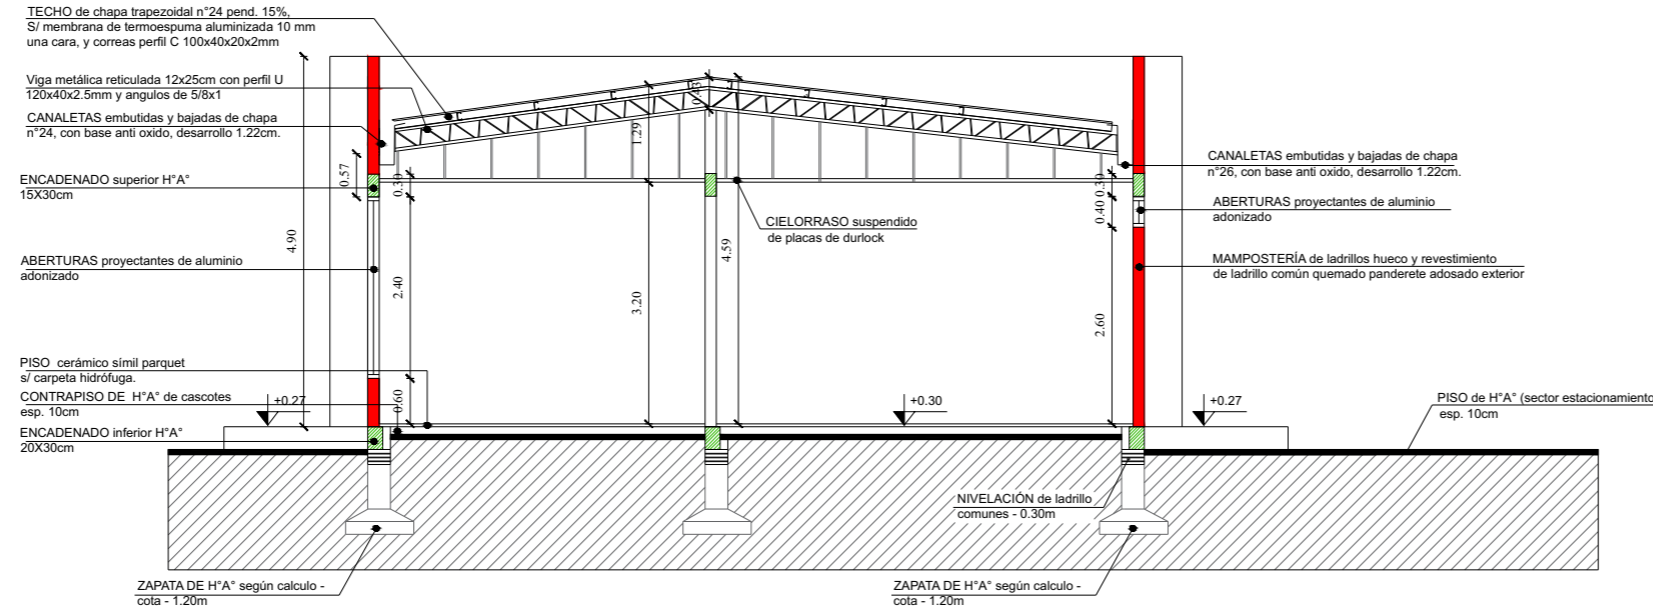 TECHO de chapa trapezoidal n°24 pend. 15%,
S/ membrana de termoespuma aluminizada 10 mm
una cara, y correas perfil C 100x40x20x2mm
Viga metálica reticulada 12x25cm con perfil U
120x40x2.5mm y angulos de 5/8x1
CANALETAS embutidas y bajadas de chapa
n°24, con base anti oxido, desarrollo 1.22cm.
ENCADENADO superior H°A°
15X30cm
ABERTURAS proyectantes de aluminio
adonizado
PISO cerámico símil parquet
s/ carpeta hidrófuga.
CONTRAPISO DE H°A° de cascotes
esp. 10cm
ENCADENADO inferior H°A°
20X30cm
ZAPATA DE H°A° según calculo -
cota - 1.20m
4.90
0.57
0.30
2.40
0.60
+0.27
1.29
0.43
3.20
4.59
CIELORRASO suspendido
de placas de durlock
+0.30
0.30
0.40
2.60
+0.27
CANALETAS embutidas y bajadas de chapa
n°26, con base anti oxido, desarrollo 1.22cm.
ABERTURAS proyectantes de aluminio
adonizado
MAMPOSTERÍA de ladrillos hueco y revestimiento
de ladrillo común quemado panderete adosado exterior
PISO de H°A° (sector estacionamiento
esp. 10cm
NIVELACIÓN de ladrillo
comunes - 0.30m
ZAPATA DE H°A° según calculo -
cota - 1.20m